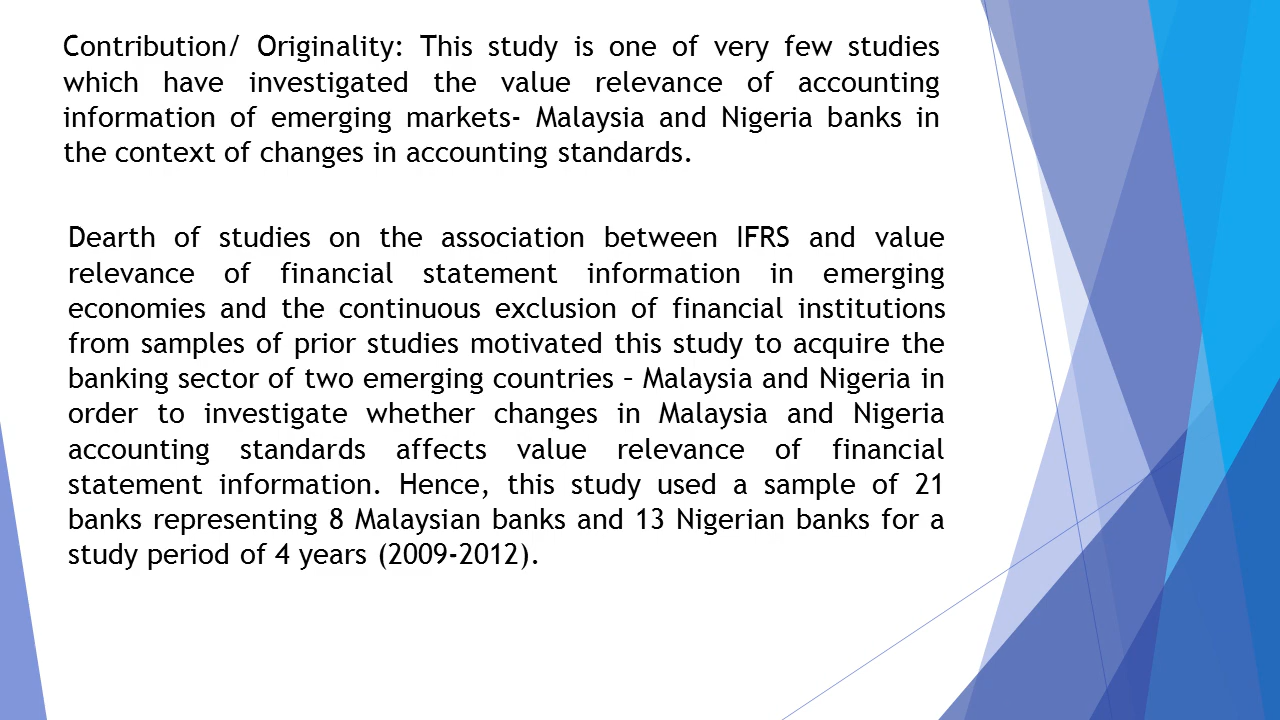 Contribution/ Originality: This study is one of very few studies
which have investigated the value relevance of accounting
information of emerging markets- Malaysia and Nigeria banks in
the context of changes in accounting standards.
Dearth of studies on the association between IFRS and value
relevance of financial statement information in emerging
economies and the continuous exclusion of financial institutions
from samples of prior studies motivated this study to acquire the
banking sector of two emerging countries – Malaysia and Nigeria in
order to investigate whether changes in Malaysia and Nigeria
accounting standards affects value relevance of financial
statement information. Hence, this study used a sample of 21
banks representing 8 Malaysian banks and 13 Nigerian banks for a
study period of 4 years (2009-2012).